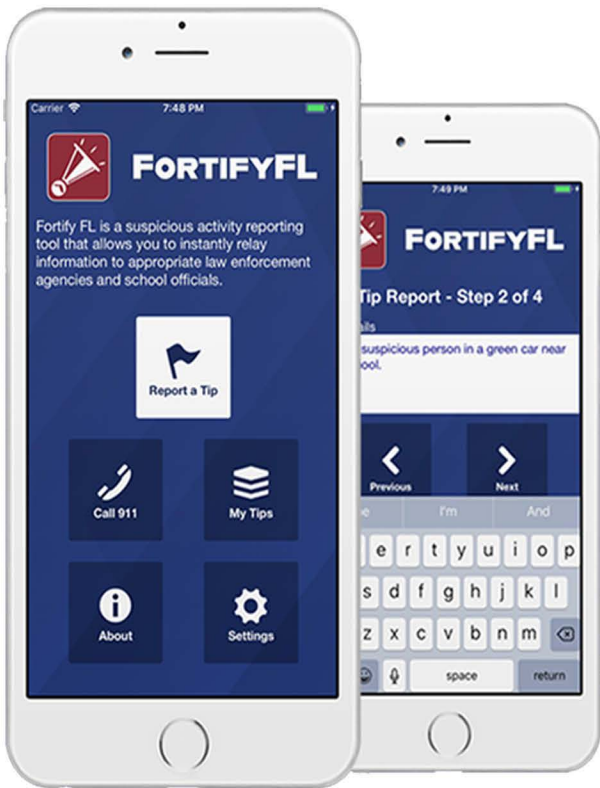 Carrier
7:48 PM
FORTIFYFL
Fortify FL is a suspicious activity reporting
tool that allows you to instantly relay
information to appropriate law enforcement
agencies and school officials.
Report a Tip
Call 911
My Tips
About
Settings
7:49 PM
FORTIFYFL
Tip Report - Step 2 of 4
suspicious person in a green car near
Previous
Next
I'm
And
e r t y u i o p
s d f g h j k l
z x c v b n m
space
return